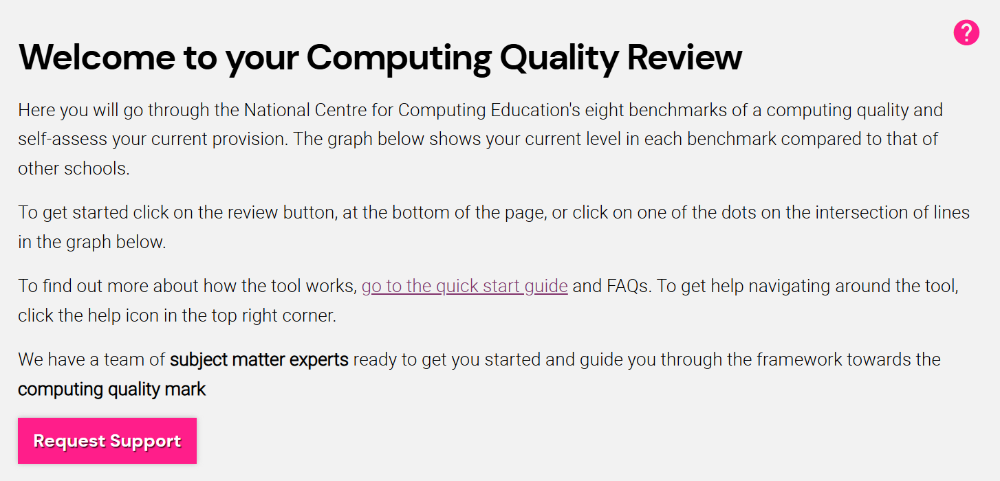 ?
Welcome to your Computing Quality Review
Here you will go through the National Centre for Computing Education's eight benchmarks of a computing quality and
self-assess your current provision. The graph below shows your current level in each benchmark compared to that of
other schools.
To get started click on the review button, at the bottom of the page, or click on one of the dots on the intersection of lines
in the graph below.
To find out more about how the tool works, go to the quick start guide and FAQs. To get help navigating around the tool,
click the help icon in the top right corner.
We have a team of subject matter experts ready to get you started and guide you through the framework towards the
computing quality mark
Request Support